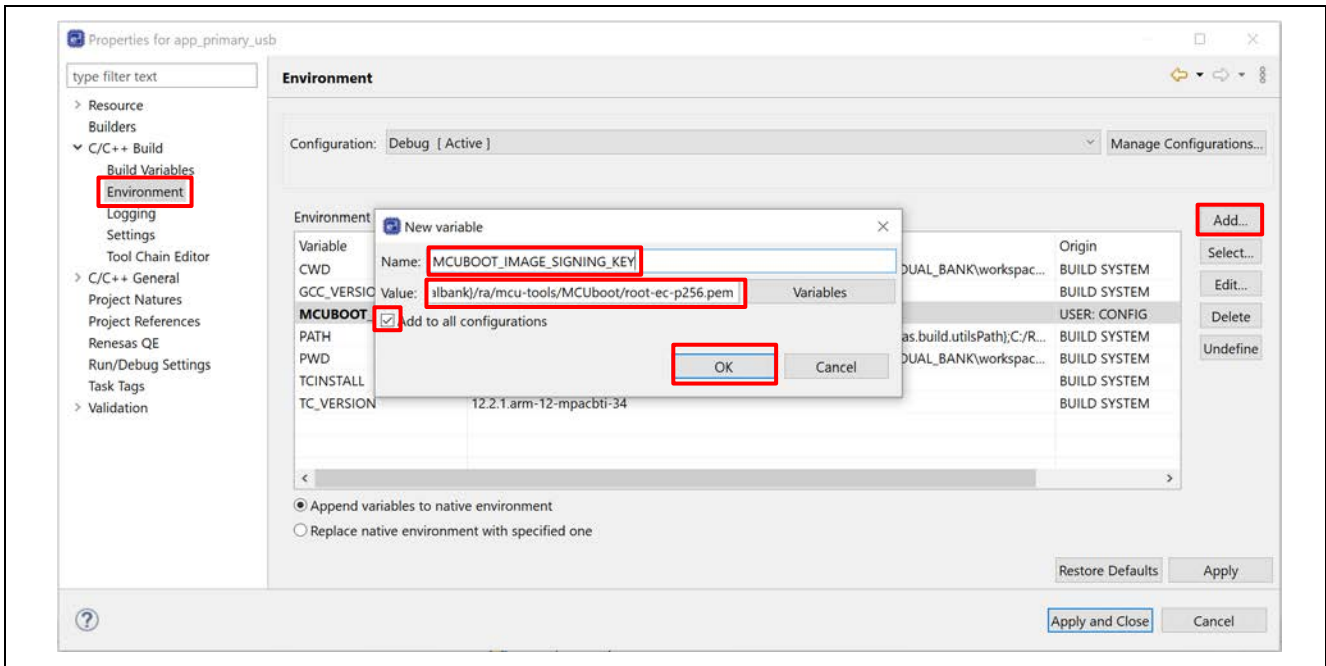 Properties for app_primary_usb
type filter text
Environment
> Resource
Builders
C/C++ Build
Build Variables
Environment
Logging
Settings
Tool Chain Editor
> C/C++ General
Project Natures
Project References
Renesas QE
Run/Debug Settings
Task Tags
> Validation
Configuration: Debug [ Active ] Manage Configurations...
Environment
Add...
Select...
Edit...
Delete
Undefine
Variable Origin
CWD DUAL_BANK\workspac... BUILD SYSTEM
GCC_VERSIO BUILD SYSTEM
MCUBOOT_ USER: CONFIG
PATH as.build.utilsPath};C:/R... BUILD SYSTEM
PWD DUAL_BANK\workspac... BUILD SYSTEM
TCINSTALL BUILD SYSTEM
TC_VERSION 12.2.1.arm-12-mpacbti-34 BUILD SYSTEM
New variable
Name: MCUBOOT_IMAGE_SIGNING_KEY
Value: albank}/ra/mcu-tools/MCUboot/root-ec-p256.pem Variables
Add to all configurations
OK Cancel
Append variables to native environment
Replace native environment with specified one
Restore Defaults Apply
Apply and Close Cancel